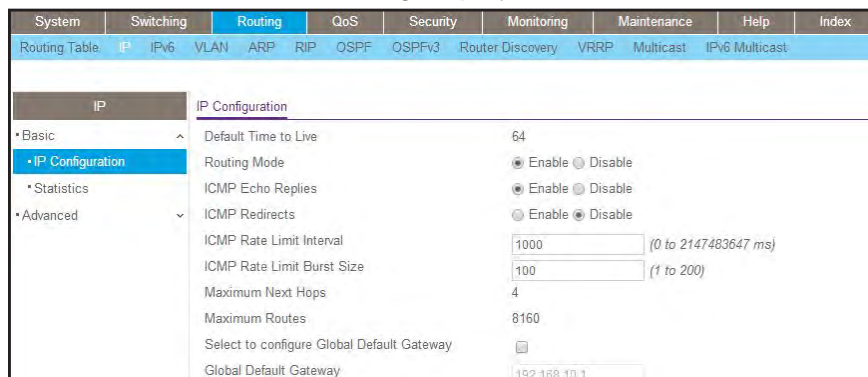 System Switching Routing QoS Security Monitoring Maintenance Help Index
Routing Table IP IPv6 VLAN ARP RIP OSPF OSPFv3 Router Discovery VRRP Multicast IPv6 Multicast
IP
Basic
IP Configuration
Statistics
Advanced
IP Configuration
Default Time to Live 64
Routing Mode Enable Disable
ICMP Echo Replies Enable Disable
ICMP Redirects Enable Disable
ICMP Rate Limit Interval 1000 (0 to 2147483647 ms)
ICMP Rate Limit Burst Size 100 (1 to 200)
Maximum Next Hops 4
Maximum Routes 8160
Select to configure Global Default Gateway
Global Default Gateway 192.168.10.1